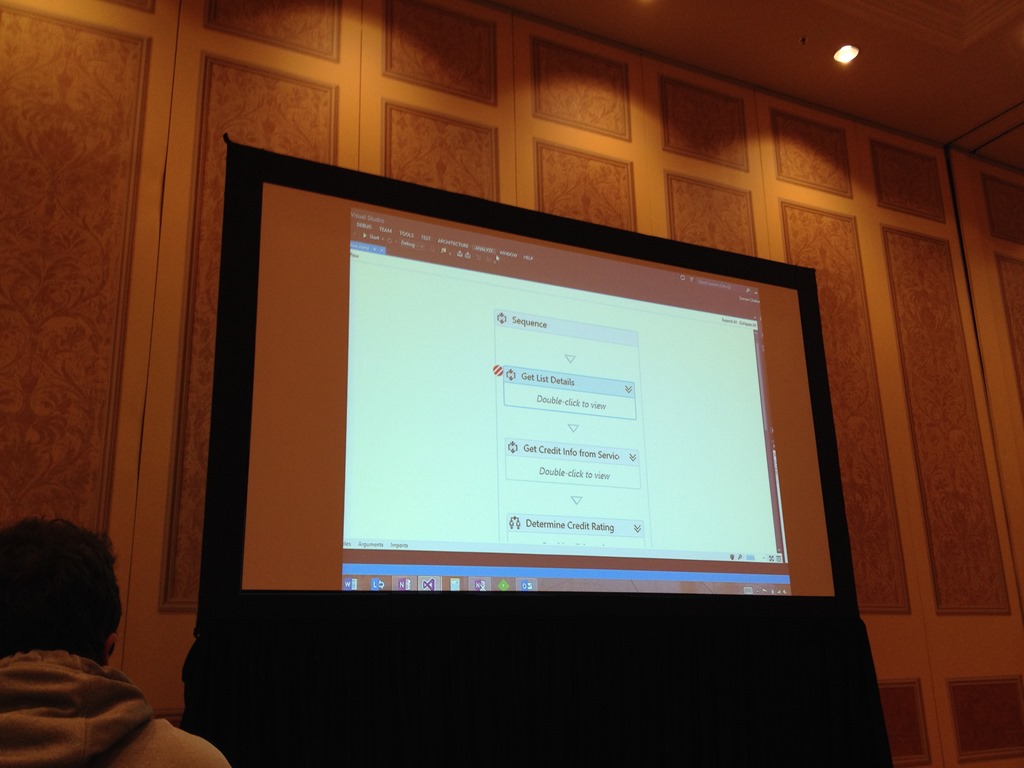 Visual Studio
DEBUG TEAM TOOLS TEST ARCHITECTURE ANALYZE WINDOW HELP
Start Debug
Sequence
Get List Details
Double-click to view
Get Credit Info from Servic
Double-click to view
Determine Credit Rating
Arguments Imports